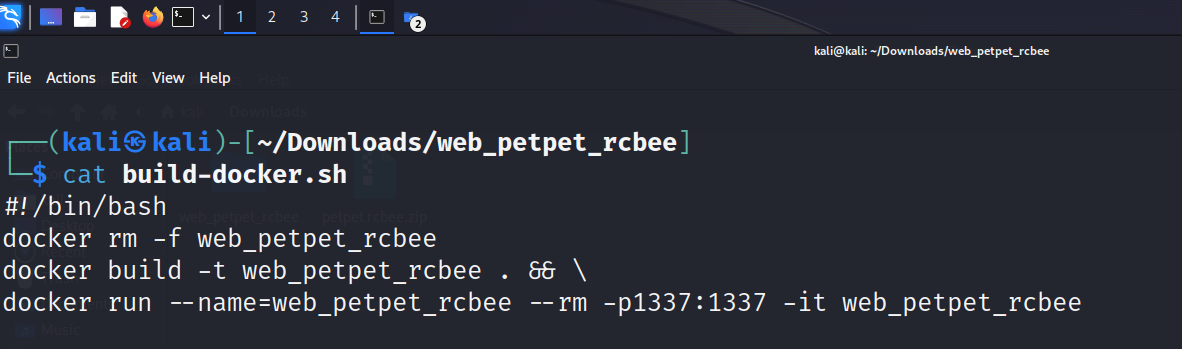 1 2 3 4
2
kali@kali: ~/Downloads/web_petpet_rcbee
File Actions Edit View Help
┌──(kali㉿kali)-[~/Downloads/web_petpet_rcbee]
└─$ cat build-docker.sh
#!/bin/bash
docker rm -f web_petpet_rcbee
docker build -t web_petpet_rcbee . && \
docker run --name=web_petpet_rcbee --rm -p1337:1337 -it web_petpet_rcbee